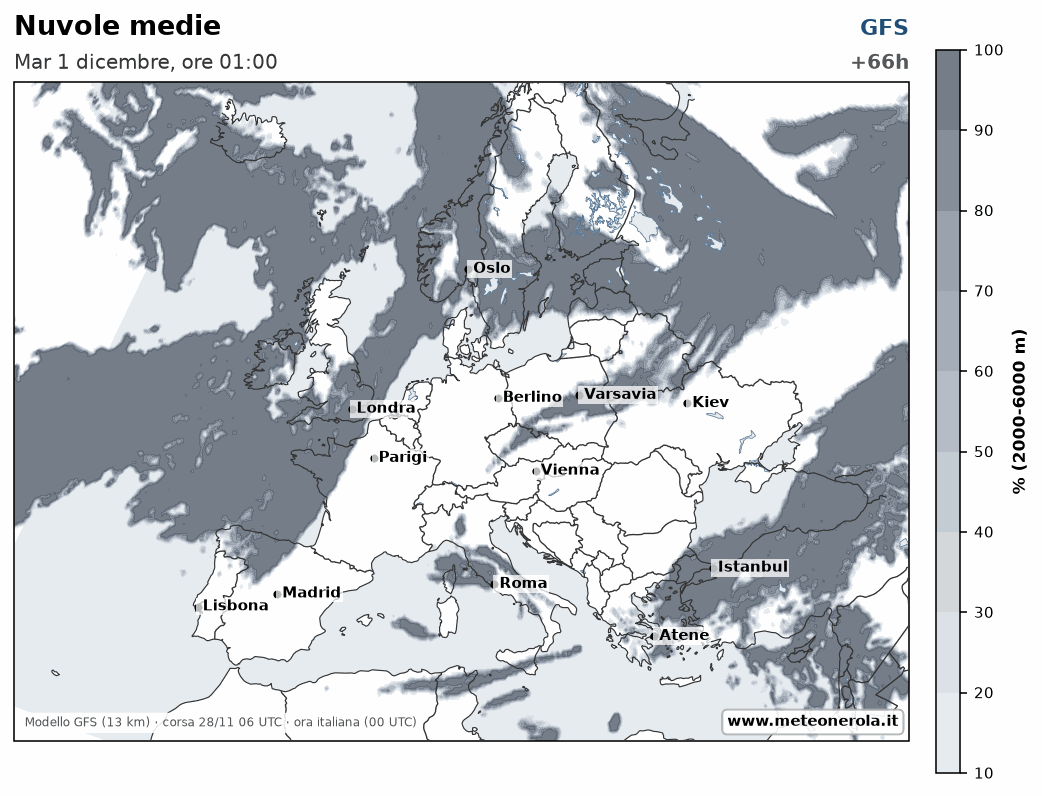 Nuvole medie
GFS
Mar 1 dicembre, ore 01:00
+66h
100
90
80
70
60
50
40
30
20
10
% (2000-6000 m)
Oslo
Londra
Berlino
Varsavia
Kiev
Parigi
Vienna
Istanbul
Roma
Madrid
Lisbona
Atene
Modello GFS (13 km) · corsa 28/11 06 UTC · ora italiana (00 UTC)
www.meteonerola.it